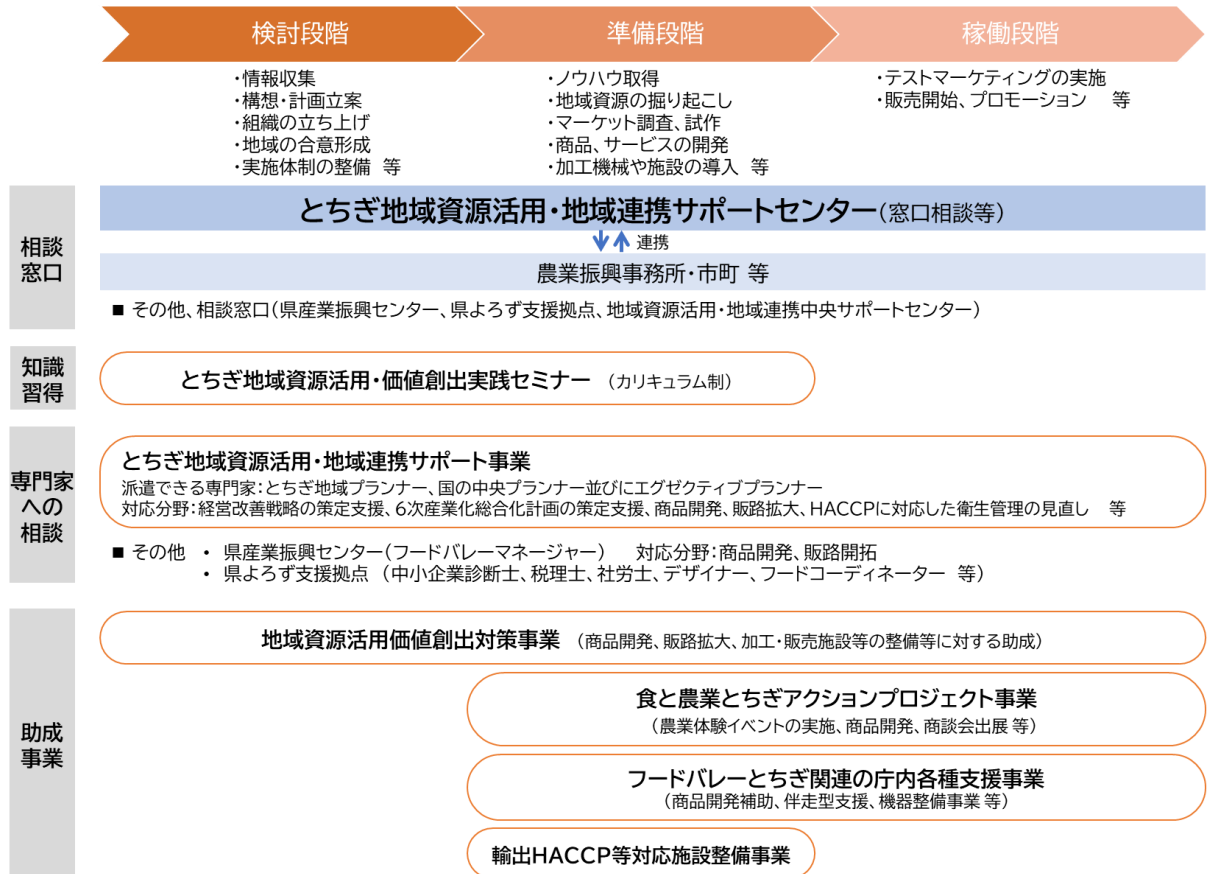 検討段階
準備段階
稼働段階
・情報収集
・構想・計画立案
・組織の立ち上げ
・地域の合意形成
・実施体制の整備 等
・ノウハウ取得
・地域資源の掘り起こし
・マーケット調査、試作
・商品、サービスの開発
・加工機械や施設の導入 等
・テストマーケティングの実施
・販売開始、プロモーション 等
相談
窓口
とちぎ地域資源活用・地域連携サポートセンター(窓口相談等)
連携
農業振興事務所・市町 等
■ その他、相談窓口(県産業振興センター、県よろず支援拠点、地域資源活用・地域連携中央サポートセンター)
知識
習得
とちぎ地域資源活用・価値創出実践セミナー (カリキュラム制)
専門家
への
相談
とちぎ地域資源活用・地域連携サポート事業
派遣できる専門家:とちぎ地域プランナー、国の中央プランナー並びにエグゼクティブプランナー
対応分野:経営改善戦略の策定支援、6次産業化総合化計画の策定支援、商品開発、販路拡大、HACCPに対応した衛生管理の見直し 等
■ その他 ・ 県産業振興センター(フードバレーマネージャー) 対応分野:商品開発、販路開拓
・ 県よろず支援拠点 (中小企業診断士、税理士、社労士、デザイナー、フードコーディネーター 等)
助成
事業
地域資源活用価値創出対策事業 (商品開発、販路拡大、加工・販売施設等の整備等に対する助成)
食と農業とちぎアクションプロジェクト事業
(農業体験イベントの実施、商品開発、商談会出展 等)
フードバレーとちぎ関連の庁内各種支援事業
(商品開発補助、伴走型支援、機器整備事業 等)
輸出HACCP等対応施設整備事業